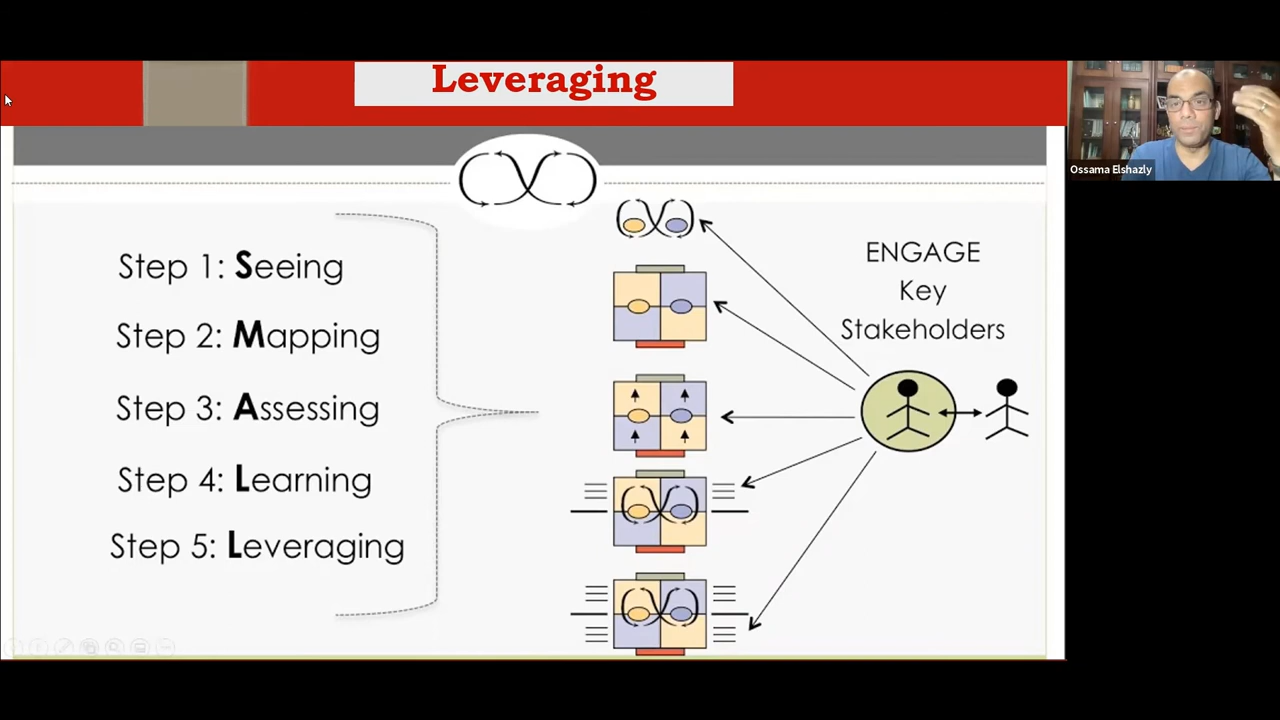 Leveraging
Ossama Elshazly
Step 1: Seeing
Step 2: Mapping
Step 3: Assessing
Step 4: Learning
Step 5: Leveraging
ENGAGE
Key
Stakeholders